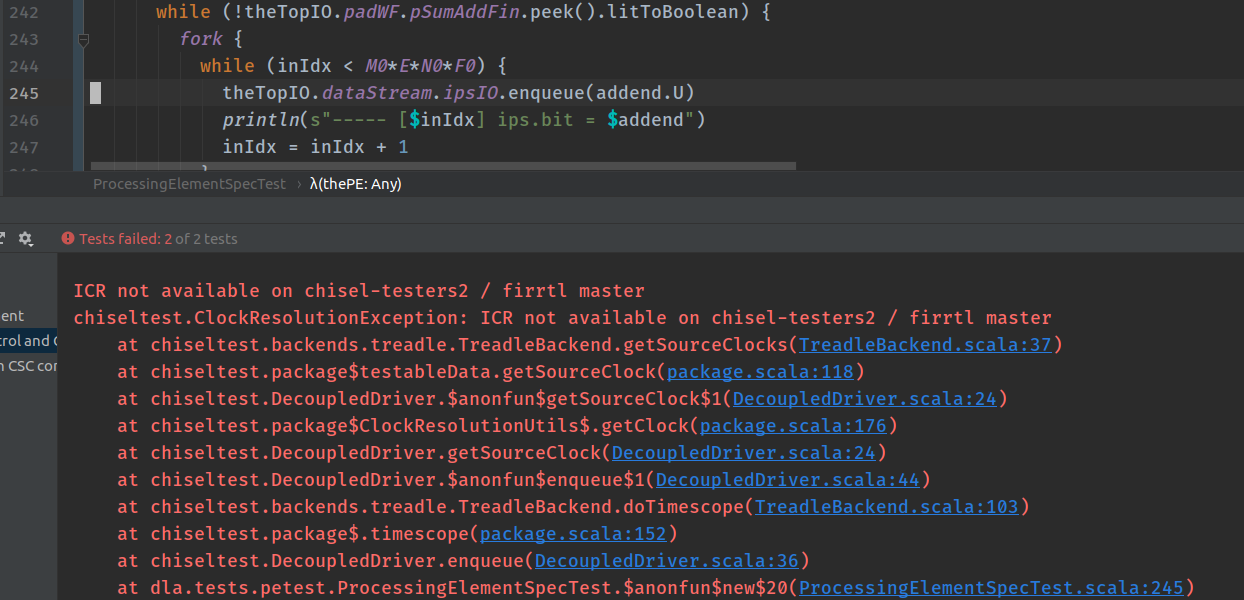 242 while (!theTopIO.padWF.pSumAddFin.peek().litToBoolean) {
243 fork {
244 while (inIdx < M0*E*N0*F0) {
245 theTopIO.dataStream.ipsIO.enqueue(addend.U)
246 println(s"----- [$inIdx] ips.bit = $addend")
247 inIdx = inIdx + 1
ProcessingElementSpecTest › λ(thePE: Any)
Tests failed: 2 of 2 tests
ICR not available on chisel-testers2 / firrtl master
ent
chiseltest.ClockResolutionException: ICR not available on chisel-testers2 / firrtl master
trol and C
at chiseltest.backends.treadle.TreadleBackend.getSourceClocks(TreadleBackend.scala:37)
n CSC cor
at chiseltest.package$testableData.getSourceClock(package.scala:118)
at chiseltest.DecoupledDriver.$anonfun$getSourceClock$1(DecoupledDriver.scala:24)
at chiseltest.package$ClockResolutionUtils$.getClock(package.scala:176)
at chiseltest.DecoupledDriver.getSourceClock(DecoupledDriver.scala:24)
at chiseltest.DecoupledDriver.$anonfun$enqueue$1(DecoupledDriver.scala:44)
at chiseltest.backends.treadle.TreadleBackend.doTimescope(TreadleBackend.scala:103)
at chiseltest.package$.timescope(package.scala:152)
at chiseltest.DecoupledDriver.enqueue(DecoupledDriver.scala:36)
at dla.tests.petest.ProcessingElementSpecTest.$anonfun$new$20(ProcessingElementSpecTest.scala:245)